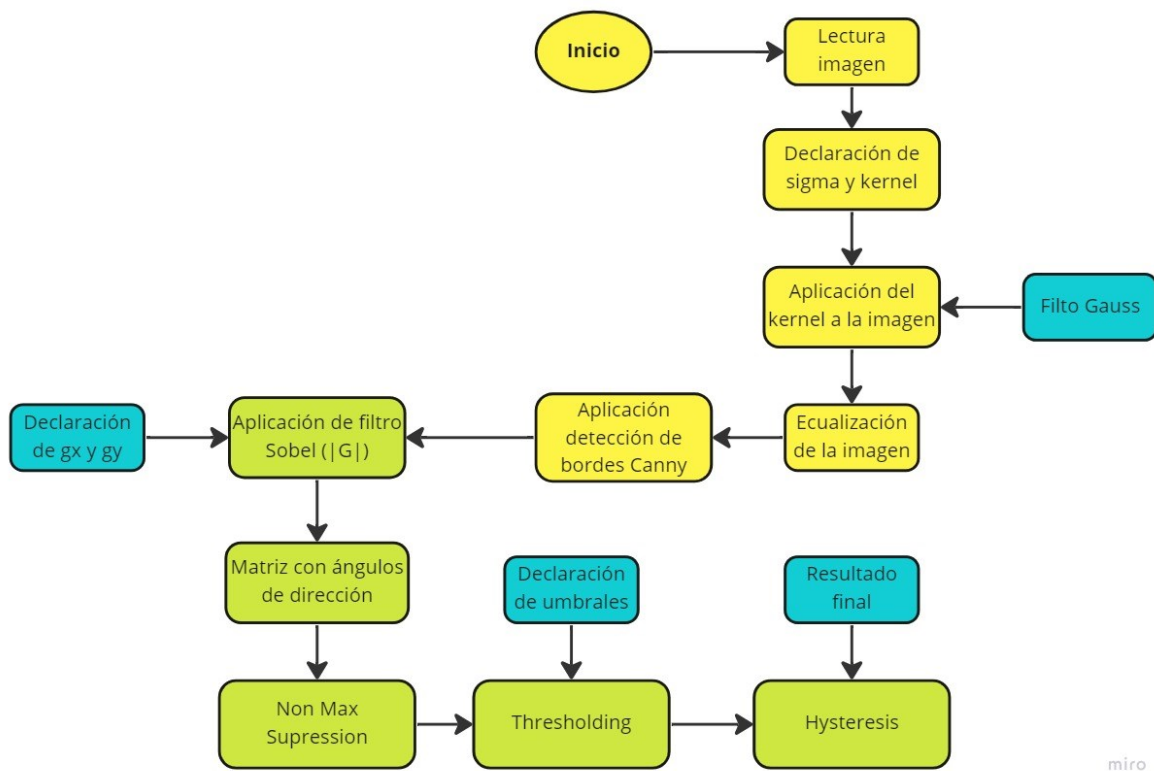 Inicio
Lectura
imagen
Declaración de
sigma y kernel
Aplicación del
kernel a la imagen
Filto Gauss
Declaración
de gx y gy
Aplicación de filtro
Sobel (|G|)
Aplicación
detección de
bordes Canny
Ecualización
de la imagen
Matriz con ángulos
de dirección
Declaración
de umbrales
Resultado
final
Non Max
Supression
Thresholding
Hysteresis
miro